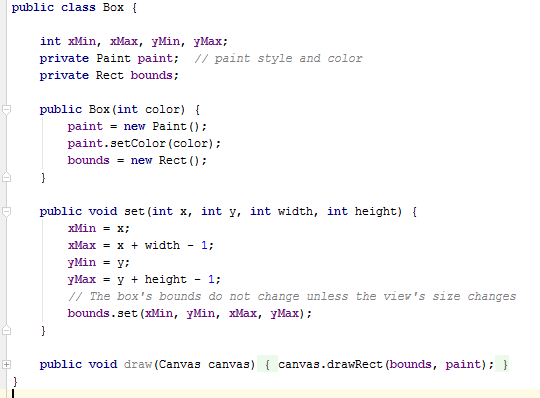 public class Box {
int xMin, xMax, yMin, yMax;
private Paint paint;  // paint style and color
private Rect bounds;
public Box(int color) {
paint = new Paint();
paint.setColor(color);
bounds = new Rect();
}
public void set(int x, int y, int width, int height) {
xMin = x;
xMax = x + width - 1;
yMin = y;
yMax = y + height - 1;
// The box's bounds do not change unless the view's size changes
bounds.set(xMin, yMin, xMax, yMax);
}
public void draw(Canvas canvas) { canvas.drawRect(bounds, paint); }
}